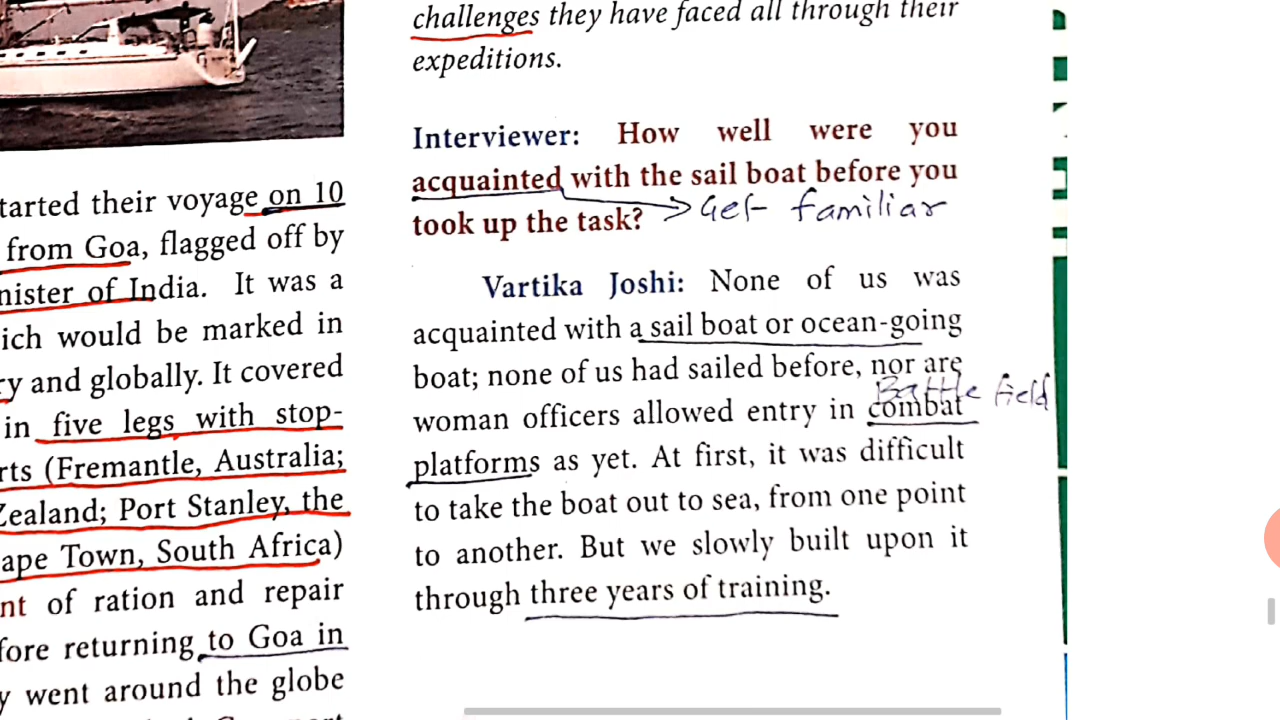 tarted their voyage on 10
from Goa, flagged off by
nister of India. It was a
ich would be marked in
ry and globally. It covered
in five legs with stop-
rts (Fremantle, Australia;
Zealand; Port Stanley, the
ape Town, South Africa)
nt of ration and repair
fore returning to Goa in
y went around the globe
challenges they have faced all through their
expeditions.
Interviewer: How well were you
acquainted with the sail boat before you
took up the task?
Get familiar
Vartika Joshi: None of us was
acquainted with a sail boat or ocean-going
boat; none of us had sailed before, nor are
Battle field
woman officers allowed entry in combat
platforms as yet. At first, it was difficult
to take the boat out to sea, from one point
to another. But we slowly built upon it
through three years of training.